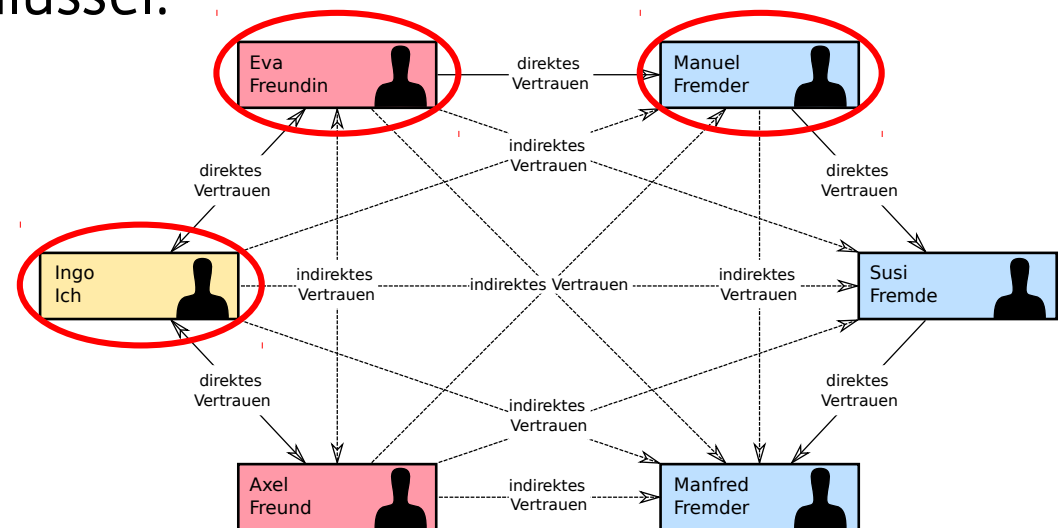 Eva
Freundin
direktes
Vertrauen
Manuel
Fremder
indirektes
Vertrauen
direktes
Vertrauen
direktes
Vertrauen
Ingo
Ich
indirektes
Vertrauen
indirektes Vertrauen
indirektes
Vertrauen
Susi
Fremde
direktes
Vertrauen
direktes
Vertrauen
indirektes
Vertrauen
Axel
Freund
indirektes
Vertrauen
Manfred
Fremder